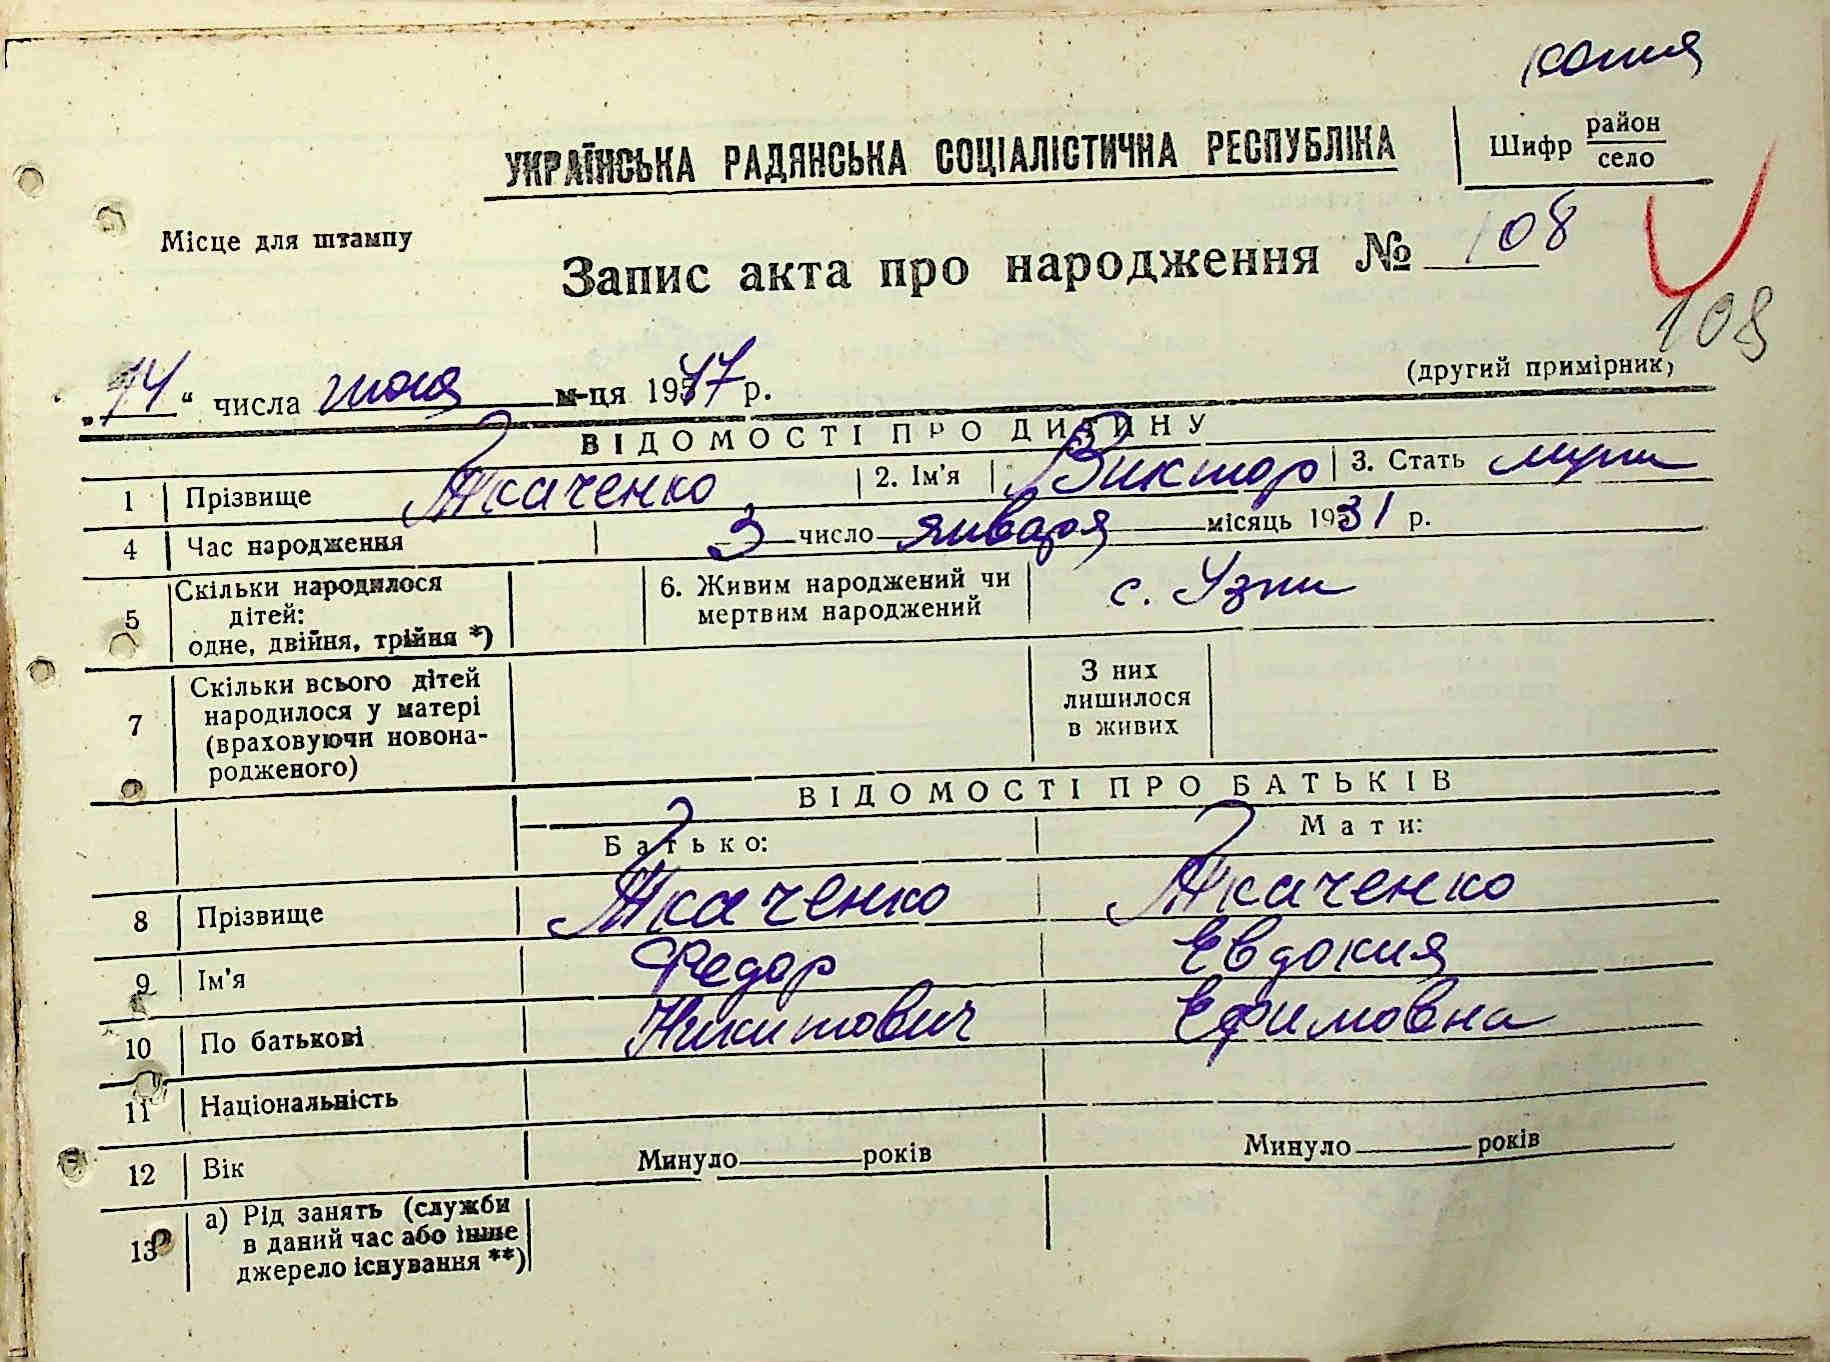 копия
УКРАЇНСЬКА РАДЯНСЬКА СОЦІАЛІСТИЧНА РЕСПУБЛІКА
Шифр район
село
Місце для штампу
Запис акта про народження № 108
108
„14“ числа июля м-ця 1947 р.
(другий примірник)
ВІДОМОСТІ ПРО ДИТИНУ
1 Прізвище Ткаченко 2. Ім'я Виктор 3. Стать муж
4 Час народження 3 число января місяць 1931 р.
5 Скільки народилося дітей: одне, двійня, трійня *) 6. Живим народжений чи мертвим народжений с. Узин
7 Скільки всього дітей народилося у матері (враховуючи новонародженого) З них лишилося в живих
ВІДОМОСТІ ПРО БАТЬКІВ
Батько: Мати:
8 Прізвище Ткаченко Ткаченко
9 Ім'я Федор Евдокия
10 По батькові Никитович Ефимовна
11 Національність
12 Вік Минуло років Минуло років
13 а) Рід занять (служби в даний час або інше джерело існування **)